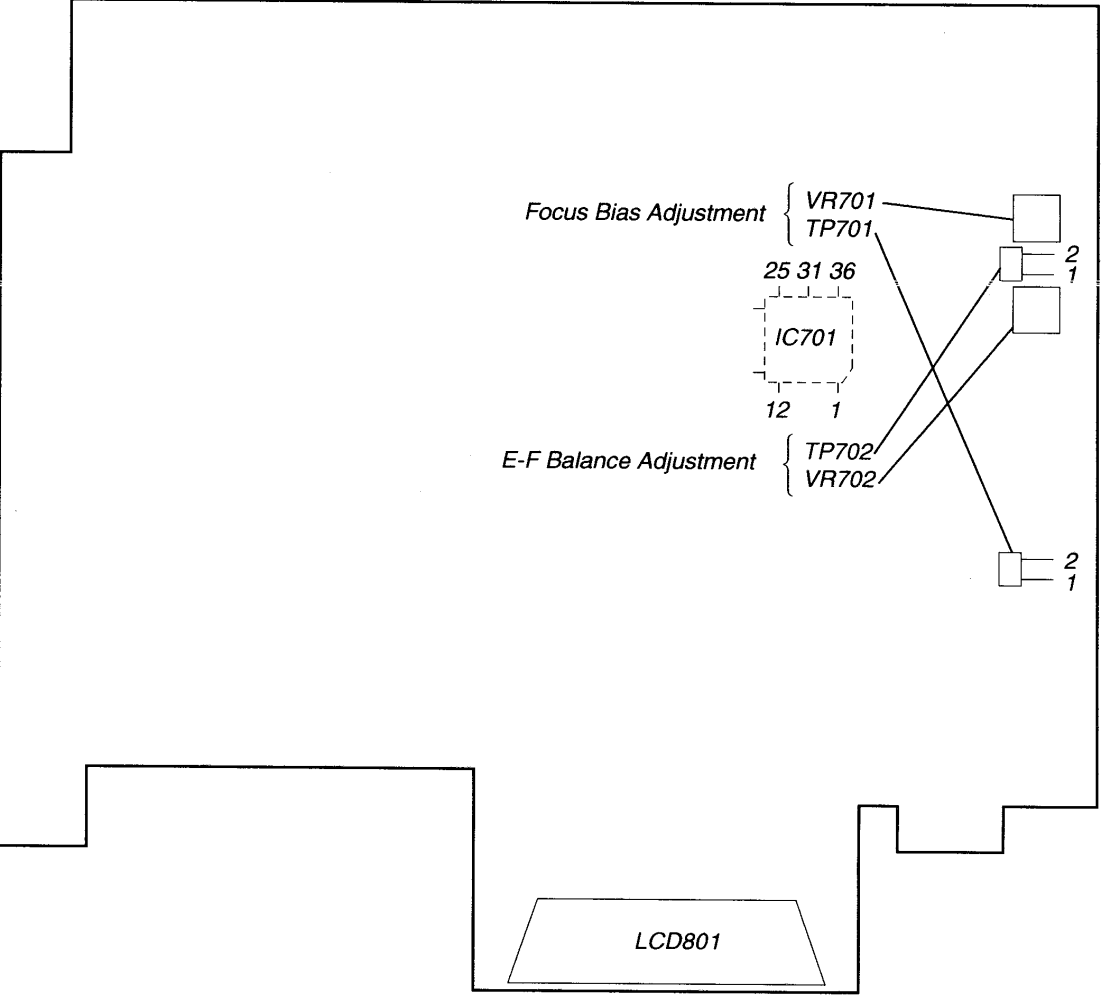 VR701
Focus Bias Adjustment
TP701
2
1
25 31 36
IC701
12 1
TP702
E-F Balance Adjustment
VR702
2
1
LCD801